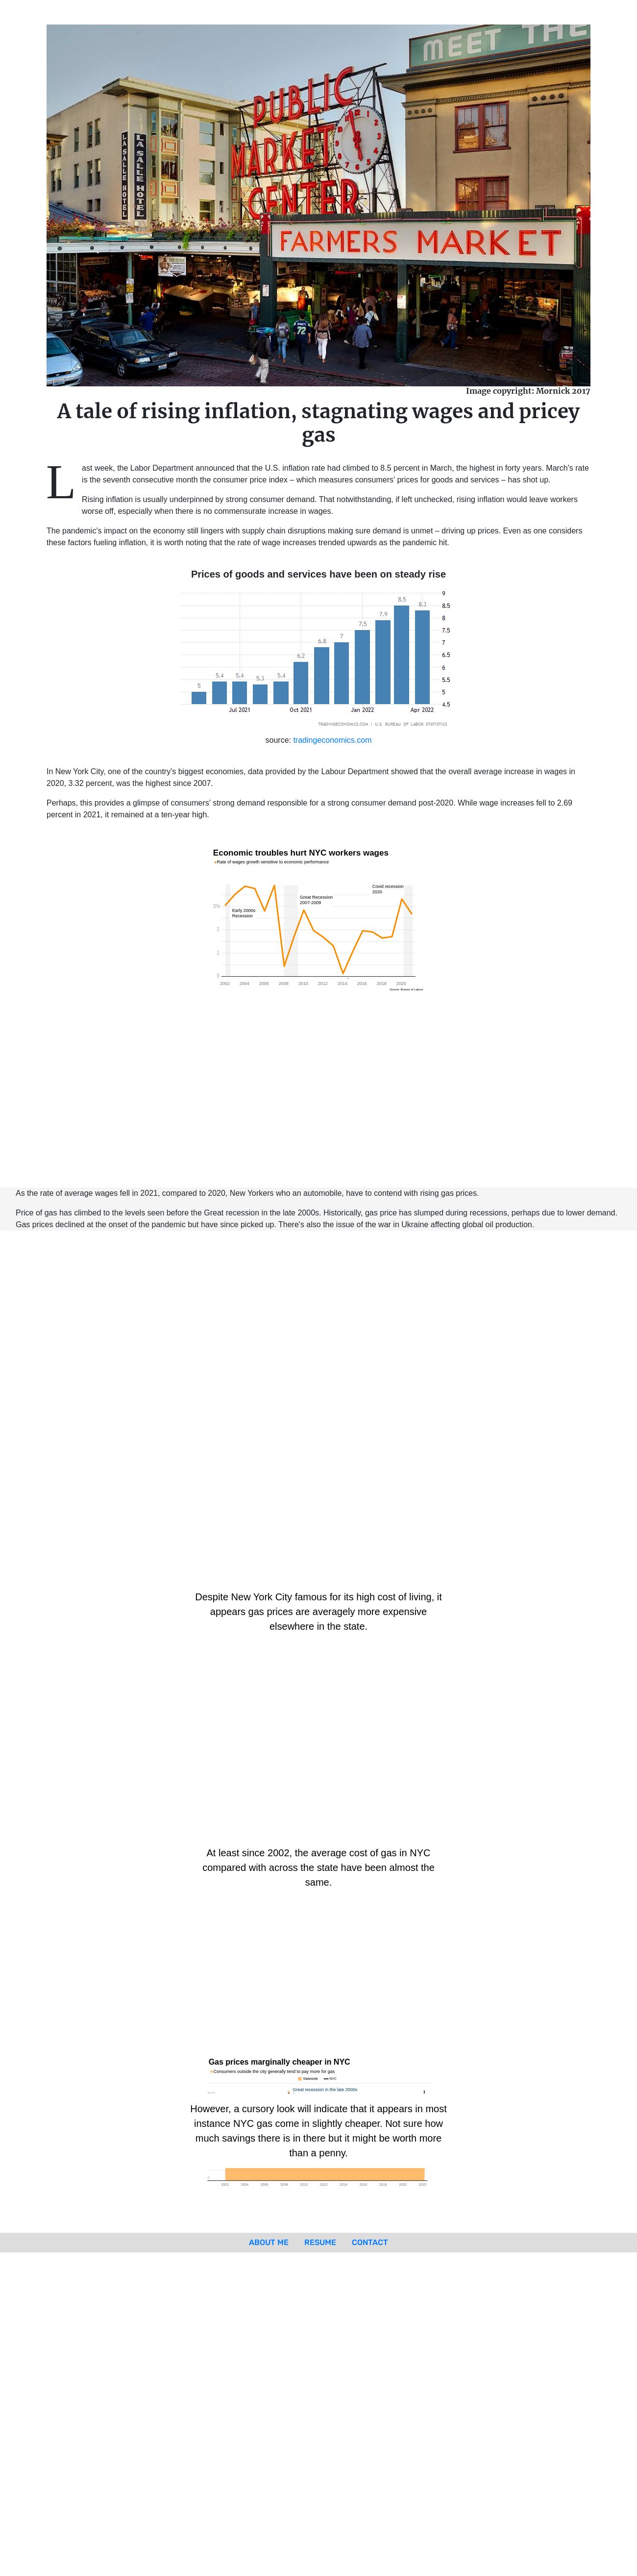 MEET THE
PUBLIC
MARKET
CENTER
LA SALLE HOTEL
LA SALLE HOTEL
FARMERS MARKET
Image copyright: Mornick 2017
A tale of rising inflation, stagnating wages and pricey
gas
Last week, the Labor Department announced that the U.S. inflation rate had climbed to 8.5 percent in March, the highest in forty years. March's rate
is the seventh consecutive month the consumer price index – which measures consumers' prices for goods and services – has shot up.
Rising inflation is usually underpinned by strong consumer demand. That notwithstanding, if left unchecked, rising inflation would leave workers
worse off, especially when there is no commensurate increase in wages.
The pandemic's impact on the economy still lingers with supply chain disruptions making sure demand is unmet – driving up prices. Even as one considers
these factors fueling inflation, it is worth noting that the rate of wage increases trended upwards as the pandemic hit.
Prices of goods and services have been on steady rise
5 5.4 5.4 5.3 5.4 6.2 6.8 7 7.5 7.9 8.5 8.3
9
8.5
8
7.5
7
6.5
6
5.5
5
4.5
Jul 2021 Oct 2021 Jan 2022 Apr 2022
TRADINGECONOMICS.COM | U.S. BUREAU OF LABOR STATISTICS
source: tradingeconomics.com
In New York City, one of the country's biggest economies, data provided by the Labour Department showed that the overall average increase in wages in
2020, 3.32 percent, was the highest since 2007.
Perhaps, this provides a glimpse of consumers' strong demand responsible for a strong consumer demand post-2020. While wage increases fell to 2.69
percent in 2021, it remained at a ten-year high.
Economic troubles hurt NYC workers wages
Rate of wages growth sensitive to economic performance
Covid recession
2020
Great Recession
2007-2009
Early 2000s
Recession
3%
2
1
0
2002 2004 2006 2008 2010 2012 2014 2016 2018 2020
Source: Bureau of Labour
As the rate of average wages fell in 2021, compared to 2020, New Yorkers who an automobile, have to contend with rising gas prices.
Price of gas has climbed to the levels seen before the Great recession in the late 2000s. Historically, gas price has slumped during recessions, perhaps due to lower demand.
Gas prices declined at the onset of the pandemic but have since picked up. There's also the issue of the war in Ukraine affecting global oil production.
Despite New York City famous for its high cost of living, it
appears gas prices are averagely more expensive
elsewhere in the state.
At least since 2002, the average cost of gas in NYC
compared with across the state have been almost the
same.
Gas prices marginally cheaper in NYC
Consumers outside the city generally tend to pay more for gas
Statewide NYC
Great recession in the late 2000s
However, a cursory look will indicate that it appears in most
instance NYC gas come in slightly cheaper. Not sure how
much savings there is in there but it might be worth more
than a penny.
2002 2004 2006 2008 2010 2012 2014 2016 2018 2020 2022
ABOUT ME RESUME CONTACT